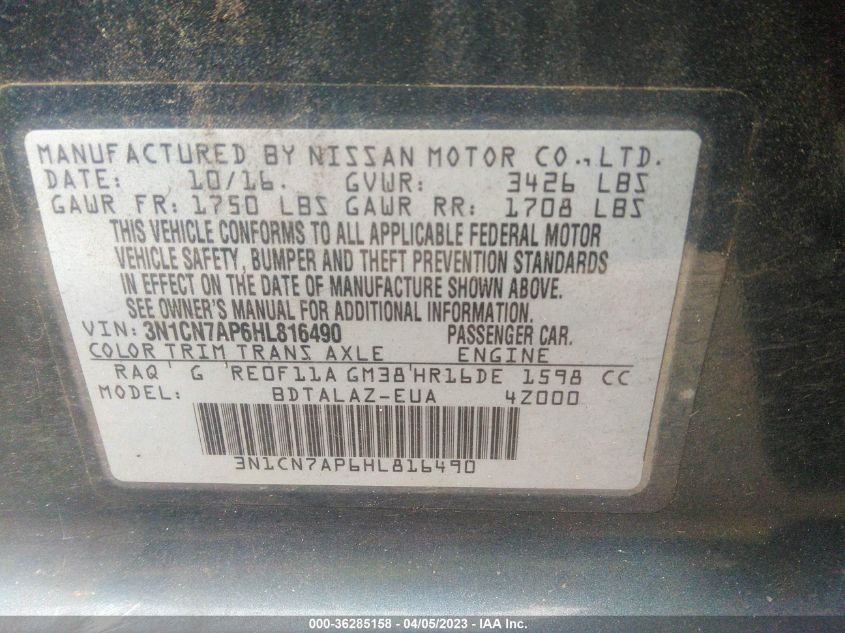 MANUFACTURED BY NISSAN MOTOR CO., LTD.
DATE: 10/16. GVWR: 3426 LBS
GAWR FR: 1750 LBS GAWR RR: 1708 LBS
THIS VEHICLE CONFORMS TO ALL APPLICABLE FEDERAL MOTOR
VEHICLE SAFETY, BUMPER AND THEFT PREVENTION STANDARDS
IN EFFECT ON THE DATE OF MANUFACTURE SHOWN ABOVE.
SEE OWNER'S MANUAL FOR ADDITIONAL INFORMATION.
VIN: 3N1CN7AP6HL816490 PASSENGER CAR.
COLOR TRIM TRANS AXLE ENGINE
RAQ G RE0F11A GM38 HR16DE 1598 CC
MODEL: BDTALAZ-EUA 4Z000
3N1CN7AP6HL816490
000-36285158 - 04/05/2023 - IAA Inc.